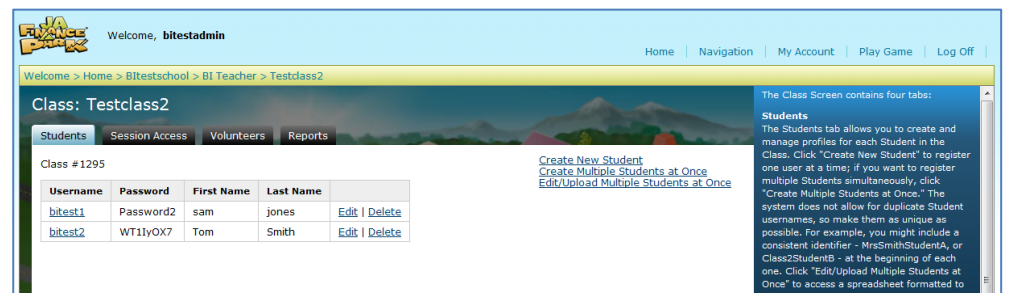 JA
FINANCE
PARK
Welcome, bitestadmin
Home | Navigation | My Account | Play Game | Log Off |
Welcome > Home > BItestschool > BI Teacher > Testclass2
Class: Testclass2
Students Session Access Volunteers Reports
Class #1295
Create New Student
Create Multiple Students at Once
Edit/Upload Multiple Students at Once
Username Password First Name Last Name
bitest1 Password2 sam jones Edit | Delete
bitest2 WT1IyOX7 Tom Smith Edit | Delete
The Class Screen contains four tabs:
Students
The Students tab allows you to create and
manage profiles for each Student in the
Class. Click "Create New Student" to register
one user at a time; if you want to register
multiple Students simultaneously, click
"Create Multiple Students at Once." The
system does not allow for duplicate Student
usernames, so make them as unique as
possible. For example, you might include a
consistent identifier - MrsSmithStudentA, or
Class2StudentB - at the beginning of each
one. Click "Edit/Upload Multiple Students at
Once" to access a spreadsheet formatted to